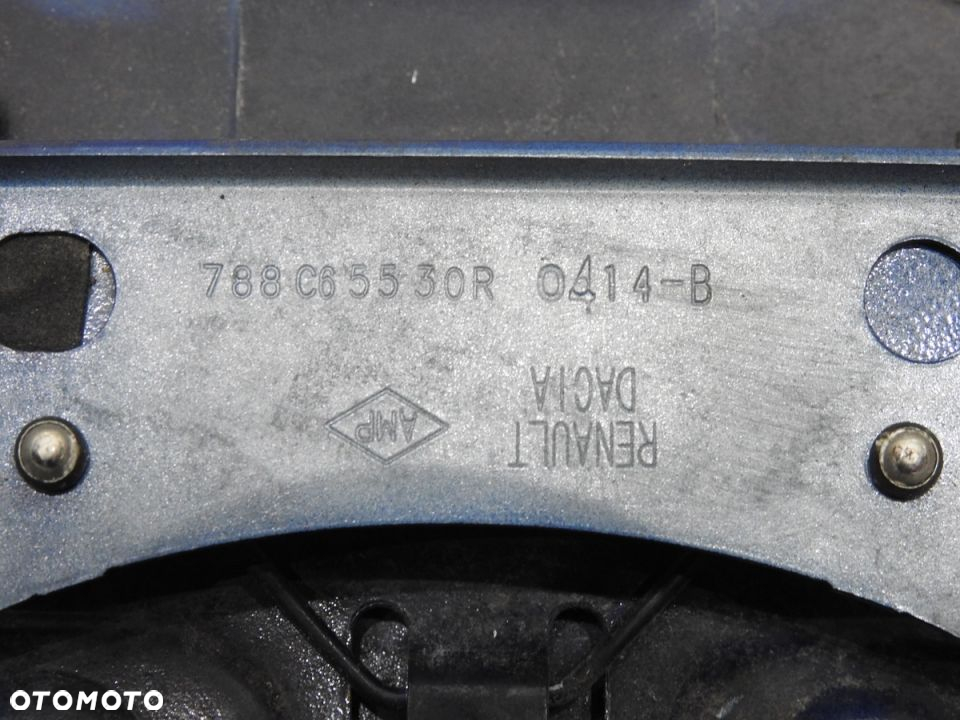 788C65530R 0414-B
RENAULT
DACIA
AMP
OTOMOTO